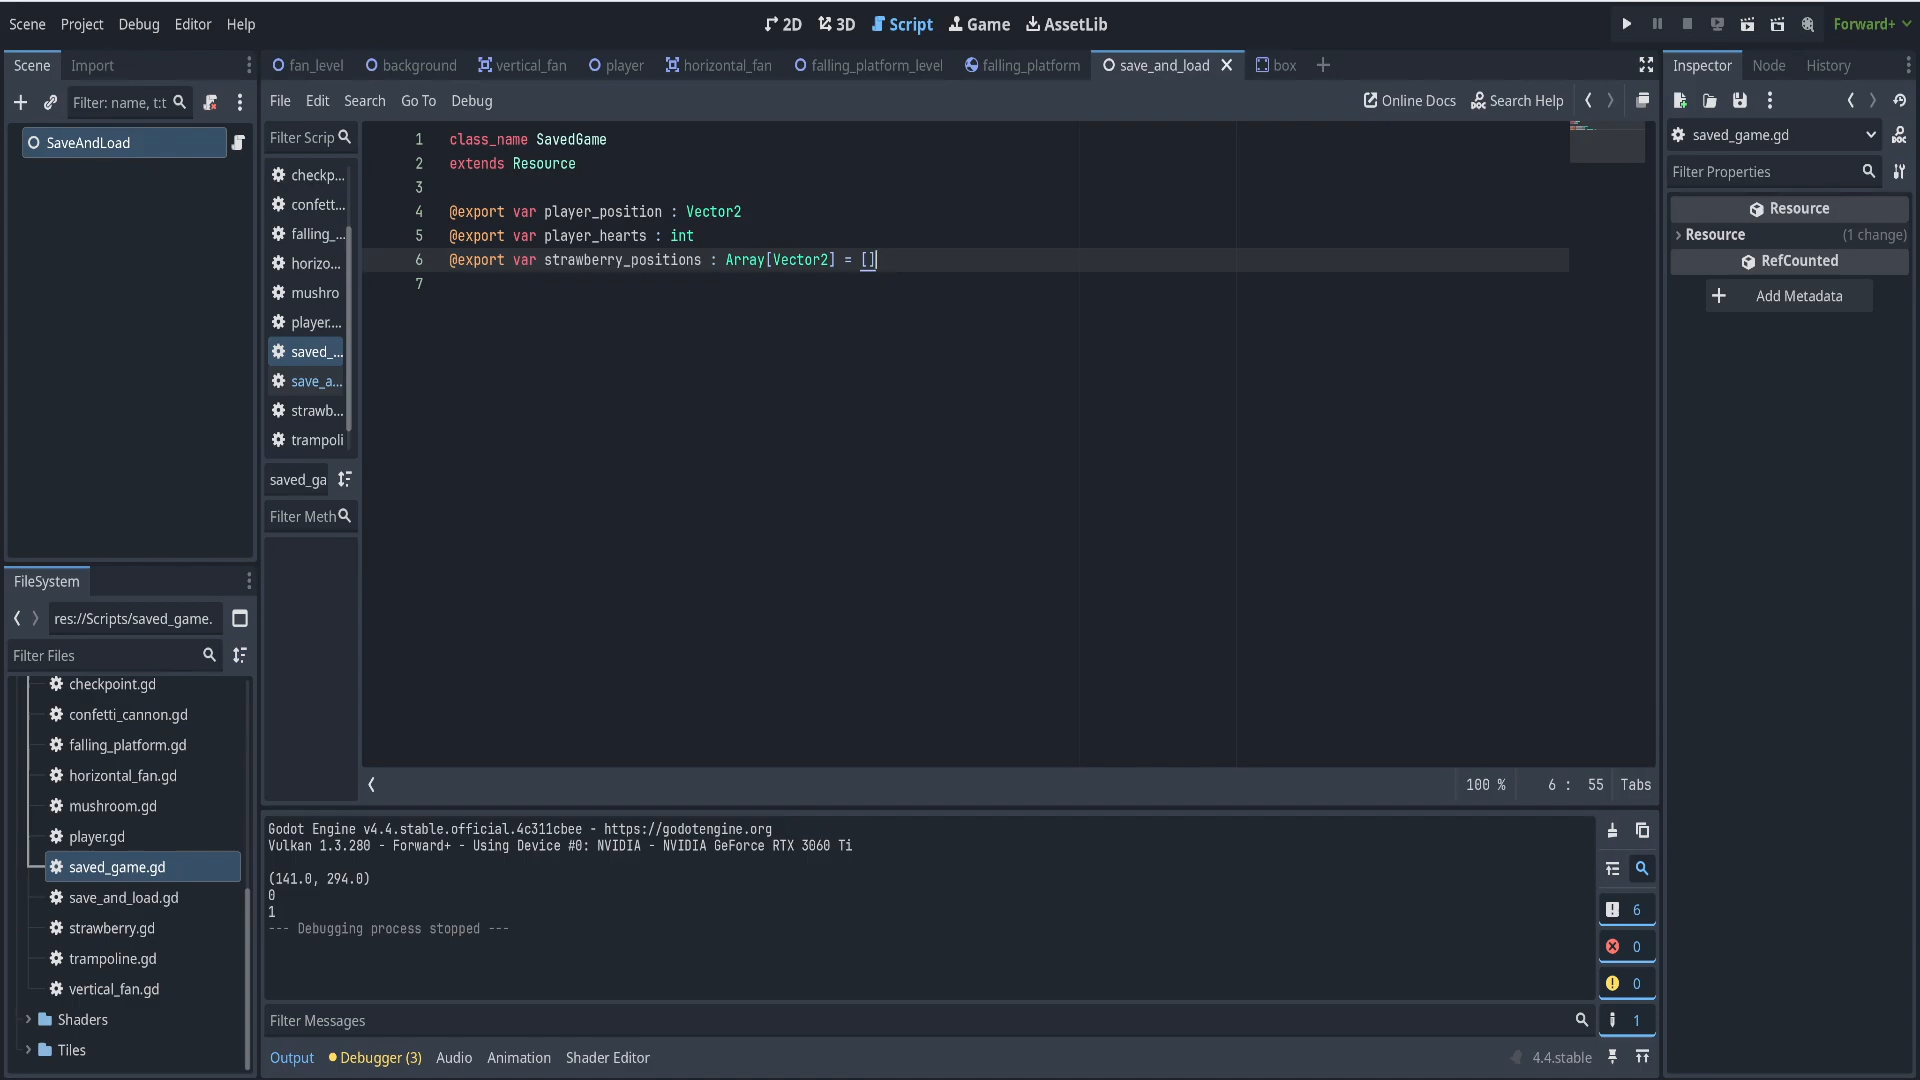 Scene Project Debug Editor Help
2D 3D Script Game AssetLib
Forward+
Scene Import
Filter: name, t:t
SaveAndLoad
fan_level background vertical_fan player horizontal_fan falling_platform_level falling_platform save_and_load box
File Edit Search Go To Debug
Online Docs Search Help
Filter Scrip
checkp...
confett...
falling_...
horizo...
mushro
player....
saved_...
save_a...
strawb...
trampoli
saved_ga
Filter Meth
1 class_name SavedGame
2 extends Resource
3
4 @export var player_position : Vector2
5 @export var player_hearts : int
6 @export var strawberry_positions : Array[Vector2] = []
7
100 % 6 : 55 Tabs
Godot Engine v4.4.stable.official.4c311cbee - https://godotengine.org
Vulkan 1.3.280 - Forward+ - Using Device #0: NVIDIA - NVIDIA GeForce RTX 3060 Ti
(141.0, 294.0)
0
1
--- Debugging process stopped ---
6
0
0
1
Filter Messages
Output Debugger (3) Audio Animation Shader Editor
4.4.stable
FileSystem
res://Scripts/saved_game.
Filter Files
checkpoint.gd
confetti_cannon.gd
falling_platform.gd
horizontal_fan.gd
mushroom.gd
player.gd
saved_game.gd
save_and_load.gd
strawberry.gd
trampoline.gd
vertical_fan.gd
Shaders
Tiles
Inspector Node History
saved_game.gd
Filter Properties
Resource
Resource (1 change)
RefCounted
Add Metadata